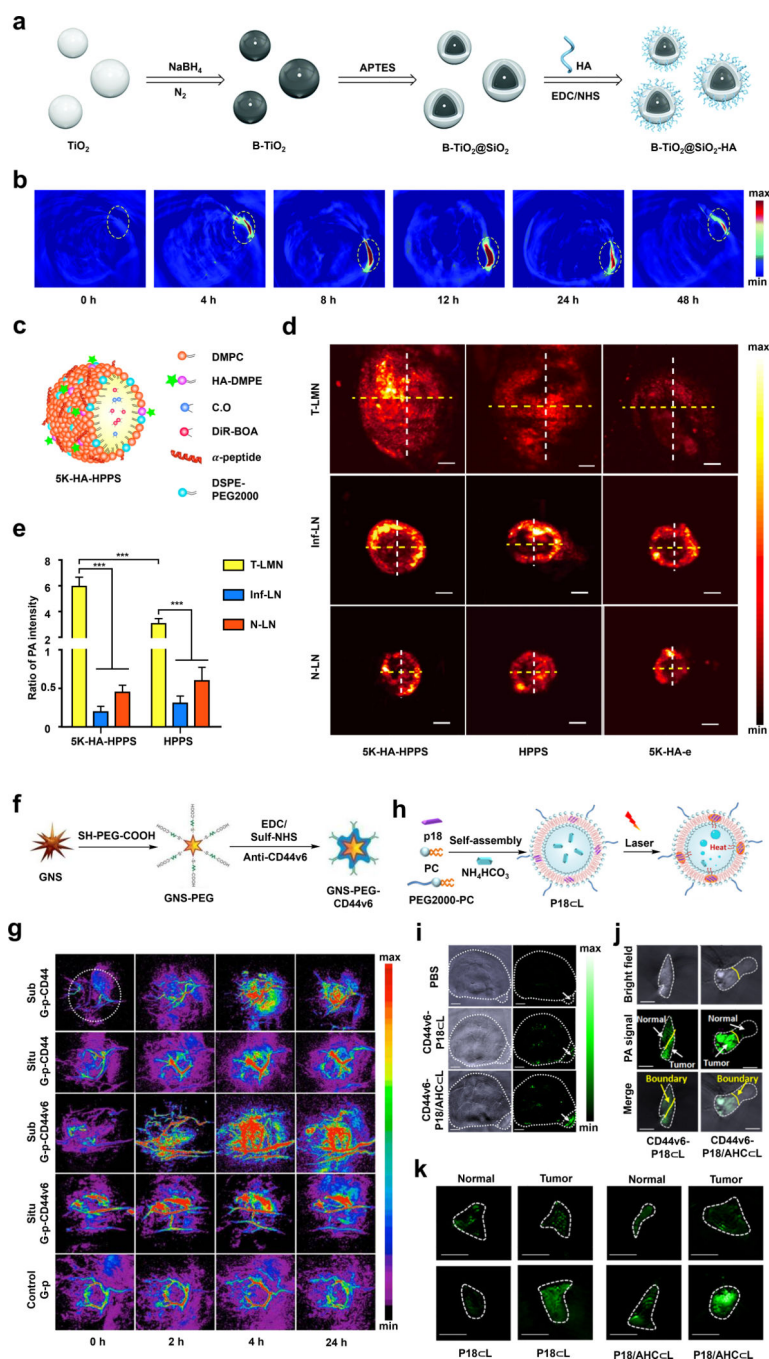 a
NaBH4
N2
APTES
HA
EDC/NHS
TiO2
B-TiO2
B-TiO2@SiO2
B-TiO2@SiO2-HA
b
max
min
0 h
4 h
8 h
12 h
24 h
48 h
c
DMPC
HA-DMPE
C.O
DiR-BOA
α-peptide
DSPE-
PEG2000
5K-HA-HPPS
d
max
T-LMN
Inf-LN
N-LN
min
5K-HA-HPPS
HPPS
5K-HA-e
e
Ratio of PA intensity
8
6
4
2
1
0.5
0
***
***
***
T-LMN
Inf-LN
N-LN
5K-HA-HPPS
HPPS
f
SH-PEG-COOH
EDC/
Sulf-NHS
Anti-CD44v6
GNS
GNS-PEG
GNS-PEG-
CD44v6
h
p18
PC
PEG2000-PC
Self-assembly
NH4HCO3
Laser
Heat
P18⊂L
g
max
Sub
G-p-CD44
Situ
G-p-CD44
Sub
G-p-CD44v6
Situ
G-p-CD44v6
Control
G-p
min
0 h
2 h
4 h
24 h
i
max
PBS
CD44v6-
P18⊂L
CD44v6-
P18/AHC⊂L
min
j
Bright field
PA signal
Merge
Normal
Tumor
Normal
Tumor
Boundary
Boundary
CD44v6-
P18⊂L
CD44v6-
P18/AHC⊂L
k
Normal
Tumor
Normal
Tumor
P18⊂L
P18⊂L
P18/AHC⊂L
P18/AHC⊂L